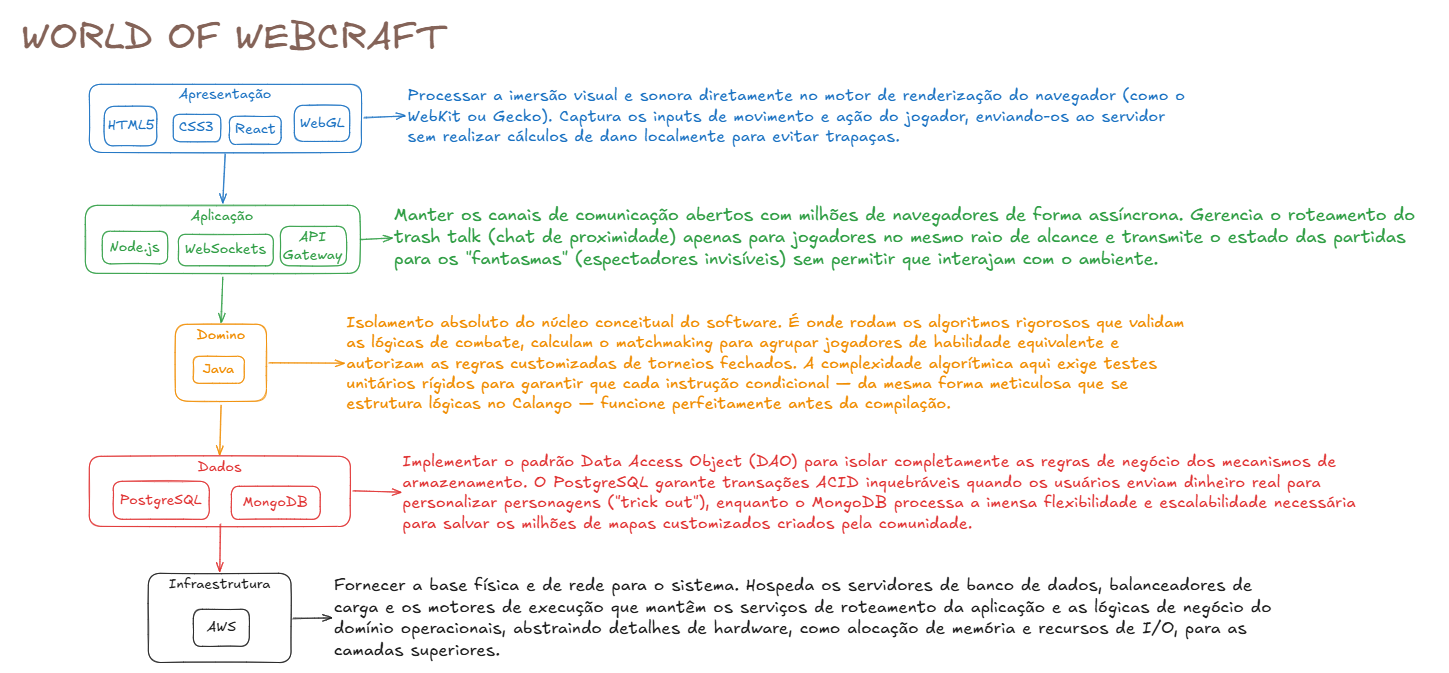 WORLD OF WEBCRAFT
Apresentação
HTML5
CSS3
React
WebGL
Processar a imersão visual e sonora diretamente no motor de renderização do navegador (como o
WebKit ou Gecko). Captura os inputs de movimento e ação do jogador, enviando-os ao servidor
sem realizar cálculos de dano localmente para evitar trapaças.
Aplicação
Node.js
WebSockets
API
Gateway
Manter os canais de comunicação abertos com milhões de navegadores de forma assíncrona. Gerencia o roteamento do
trash talk (chat de proximidade) apenas para jogadores no mesmo raio de alcance e transmite o estado das partidas
para os "fantasmas" (espectadores invisíveis) sem permitir que interajam com o ambiente.
Domino
Java
Isolamento absoluto do núcleo conceitual do software. É onde rodam os algoritmos rigorosos que validam
as lógicas de combate, calculam o matchmaking para agrupar jogadores de habilidade equivalente e
autorizam as regras customizadas de torneios fechados. A complexidade algorítmica aqui exige testes
unitários rígidos para garantir que cada instrução condicional — da mesma forma meticulosa que se
estrutura lógicas no Calango — funcione perfeitamente antes da compilação.
Dados
PostgreSQL
MongoDB
Implementar o padrão Data Access Object (DAO) para isolar completamente as regras de negócio dos mecanismos de
armazenamento. O PostgreSQL garante transações ACID inquebráveis quando os usuários enviam dinheiro real para
personalizar personagens ("trick out"), enquanto o MongoDB processa a imensa flexibilidade e escalabilidade necessária
para salvar os milhões de mapas customizados criados pela comunidade.
Infraestrutura
AWS
Fornecer a base física e de rede para o sistema. Hospeda os servidores de banco de dados, balanceadores de
carga e os motores de execução que mantêm os serviços de roteamento da aplicação e as lógicas de negócio do
domínio operacionais, abstraindo detalhes de hardware, como alocação de memória e recursos de I/O, para as
camadas superiores.